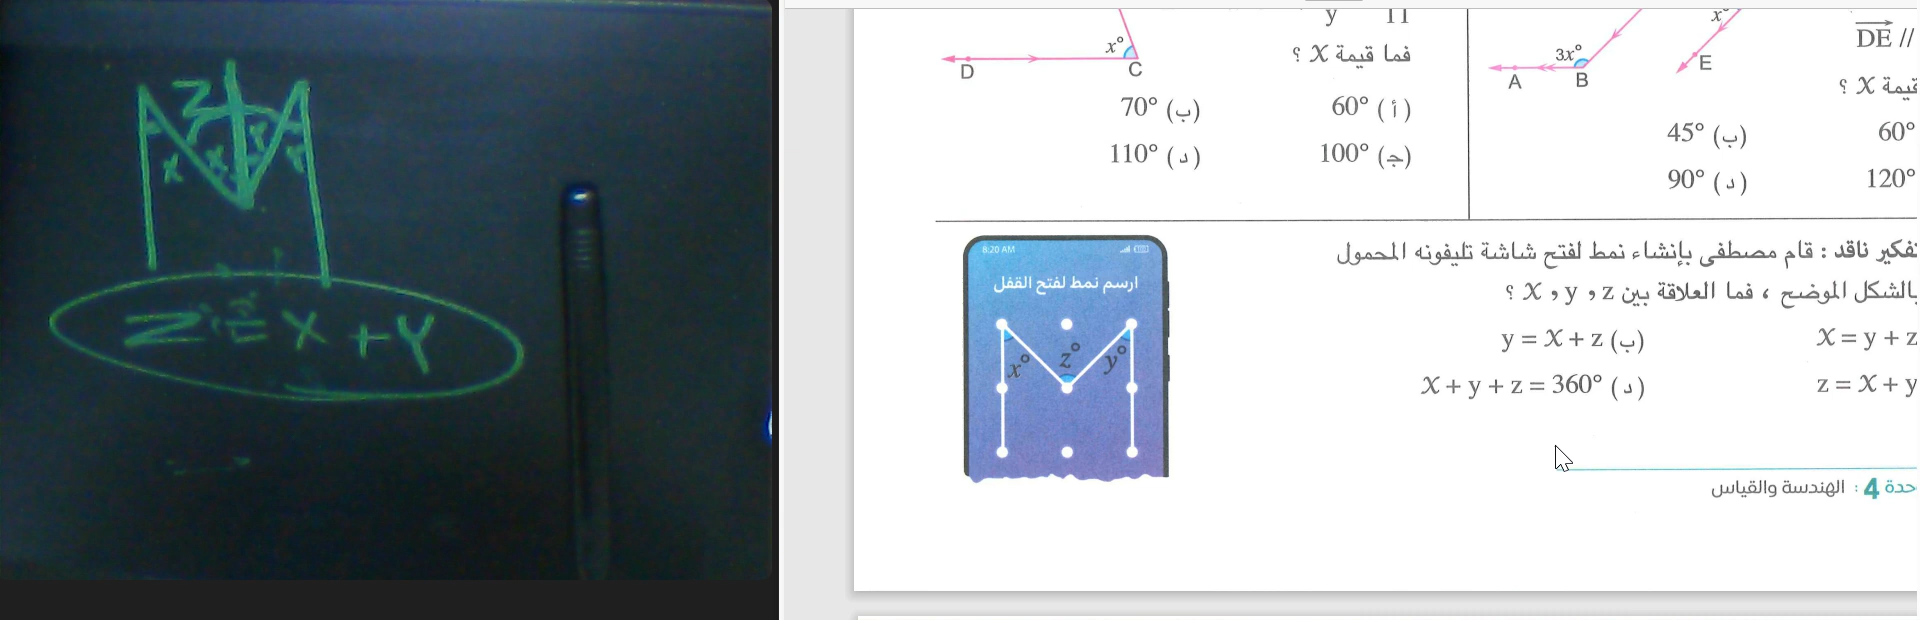 Z
X
X
Y
Y
Z = X + Y
y 11
فما قيمة X ؟
x°
D
C
(أ) 60° (ب) 70°
(ج) 100° (د) 110°
x°
DE //
3x°
E
A
B
قيمة X ؟
60° (ب) 45°
120° (د) 90°
تفكير ناقد : قام مصطفى بإنشاء نمط لفتح شاشة تليفونه المحمول
بالشكل الموضح ، فما العلاقة بين X , y , z ؟
X = y + z (ب) y = X + z
z = X + y (د) X + y + z = 360°
8:20 AM
ارسم نمط لفتح القفل
x°
z°
y°
حدة 4 : الهندسة والقياس